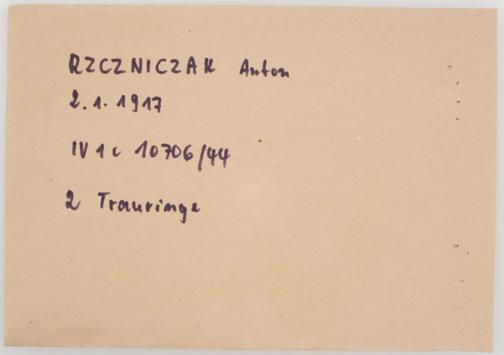 RZCZNICZAK Anton
2.1.1917
IV 1 c 10706/44
2 Trauringe